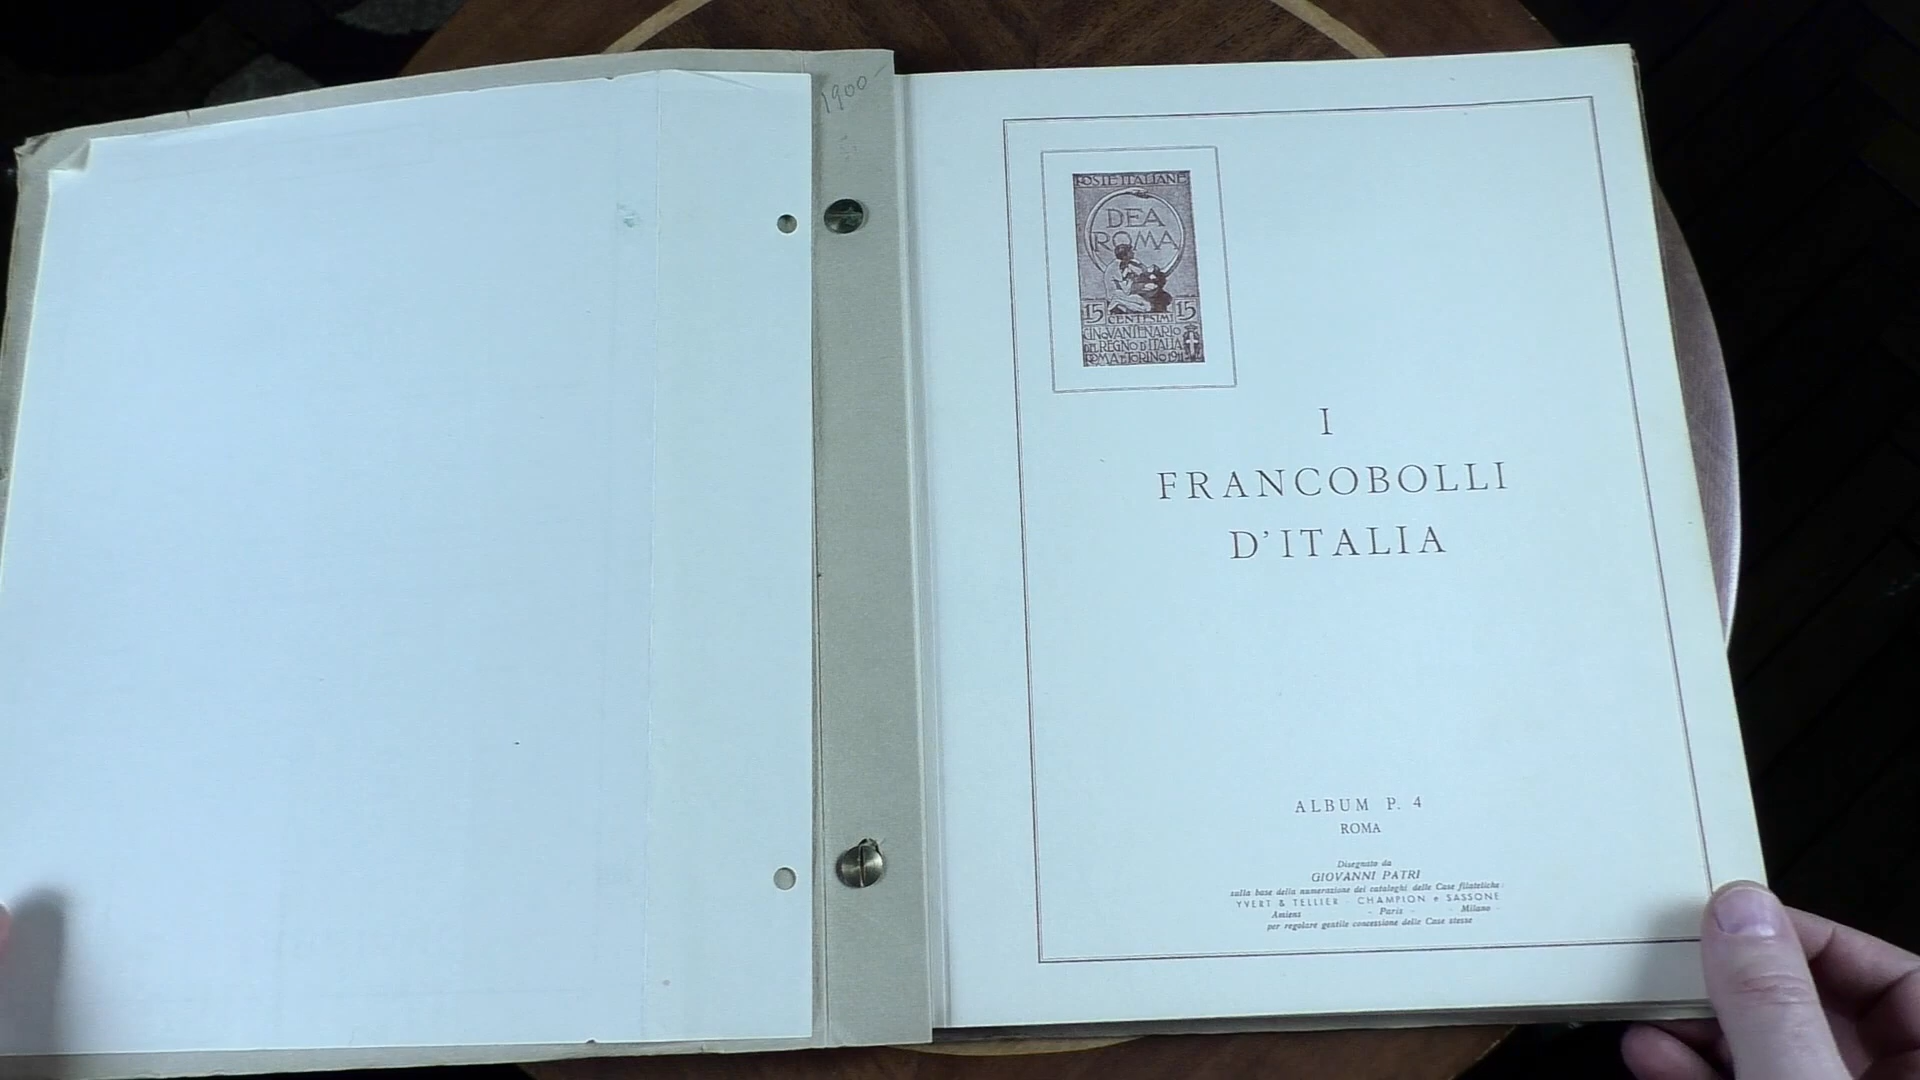 1900-
POSTE ITALIANE
DEA
ROMA
15 15
CENTESIMI
CINQVANTENARIO
DEL REGNO D'ITALIA
ROMA E TORINO 1911
I
FRANCOBOLLI
D'ITALIA
ALBUM P. 4
ROMA
Disegnato da
GIOVANNI PATRI
sulla base della numerazione dei cataloghi delle Case filateliche:
YVERT & TELLIER - CHAMPION e SASSONE
Amiens - Paris - Milano
per regolare gentile concessione delle Case stesse